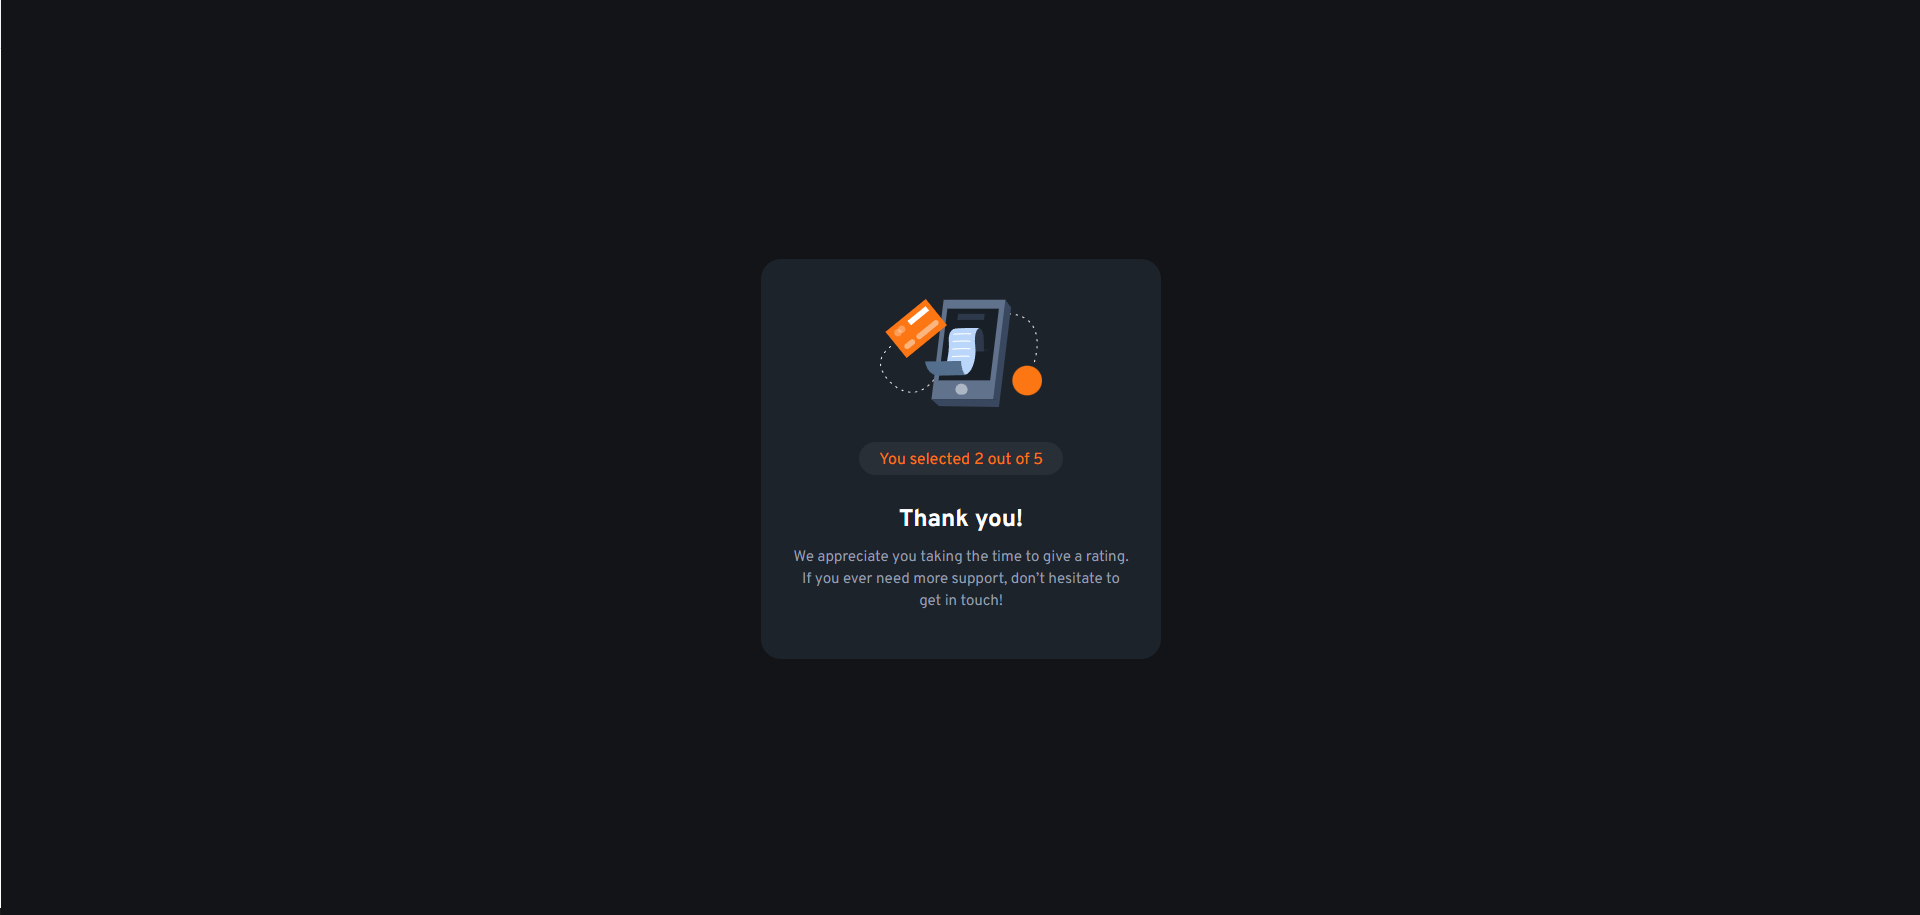 You selected 2 out of 5
Thank you!
We appreciate you taking the time to give a rating.
If you ever need more support, don’t hesitate to
get in touch!